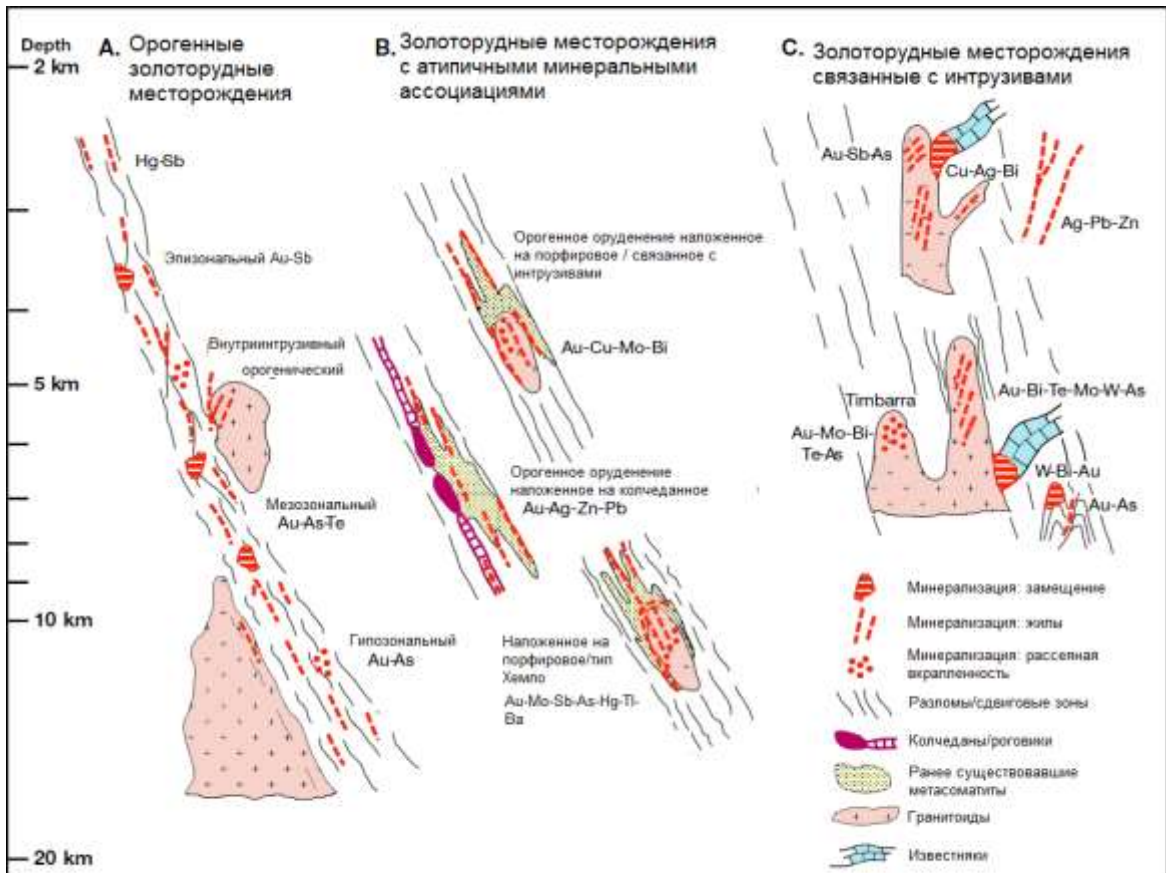 Depth
2 km
5 km
10 km
20 km
A. Орогенные
золоторудные
месторождения
Hg-Sb
Эпизональный Au-Sb
Внутриинтрузивный
орогенический
Мезозональный
Au-As-Te
Гипозональный
Au-As
B. Золоторудные месторождения
с атипичными минеральными
ассоциациями
Орогенное оруденение наложенное
на порфировое / связанное с
интрузивами
Au-Cu-Mo-Bi
Орогенное оруденение
наложенное на колчеданное
Au-Ag-Zn-Pb
Наложенное на
порфировое/тип
Хемло
Au-Mo-Sb-As-Hg-Tl-
Ba
C. Золоторудные месторождения
связанные с интрузивами
Au-Sb-As
Cu-Ag-Bi
Ag-Pb-Zn
Timbarra
Au-Bi-Te-Mo-W-As
Au-Mo-Bi-
Te-As
W-Bi-Au
Au-As
Минерализация: замещение
Минерализация: жилы
Минерализация: рассеяная
вкрапленность
Разломы/сдвиговые зоны
Колчеданы/роговики
Ранее существовавшие
метасоматиты
Гранитоиды
Известняки